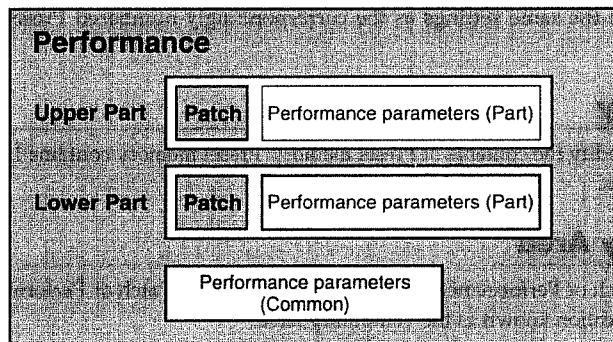 Performance
Upper Part Patch Performance parameters (Part)
Lower Part Patch Performance parameters (Part)
Performance parameters
(Common)